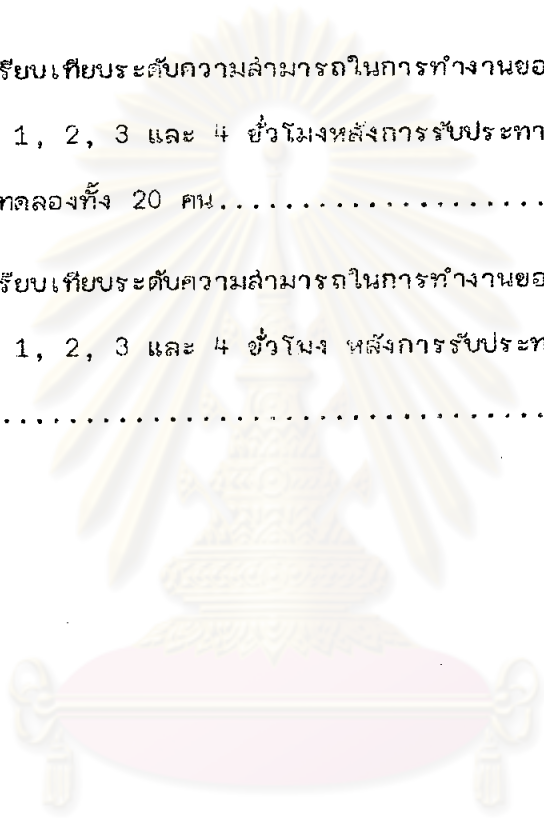 รียบเทียบระดับความสามารถในการทำงานขอ
1, 2, 3 และ 4 ชั่วโมงหลังการรับประทา
ทดลองทั้ง 20 คน....................
รียบเทียบระดับความสามารถในการทำงานขอ
1, 2, 3 และ 4 ชั่วโมง หลังการรับประท
.................................